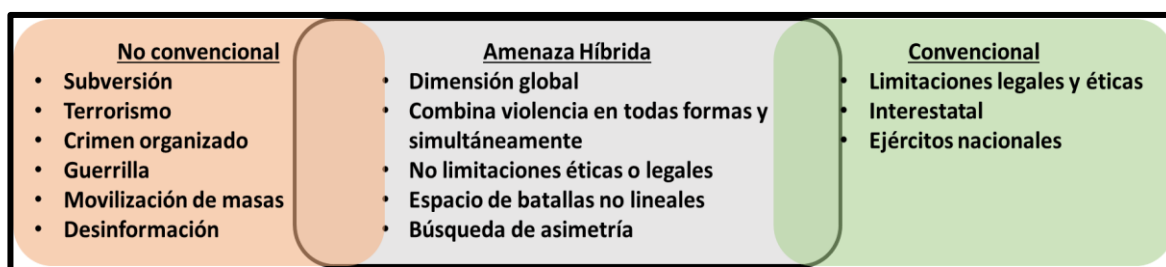 No convencional
• Subversión
• Terrorismo
• Crimen organizado
• Guerrilla
• Movilización de masas
• Desinformación
Amenaza Híbrida
• Dimensión global
• Combina violencia en todas formas y
simultáneamente
• No limitaciones éticas o legales
• Espacio de batallas no lineales
• Búsqueda de asimetría
Convencional
• Limitaciones legales y éticas
• Interestatal
• Ejércitos nacionales